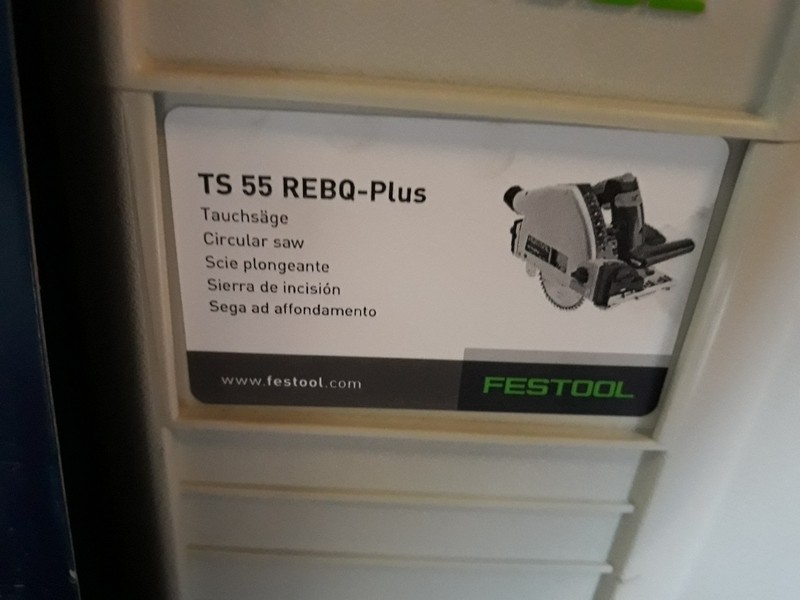 TS 55 REBQ-Plus
Tauchsäge
Circular saw
Scie plongeante
Sierra de incisión
Sega ad affondamento
www.festool.com
FESTOOL